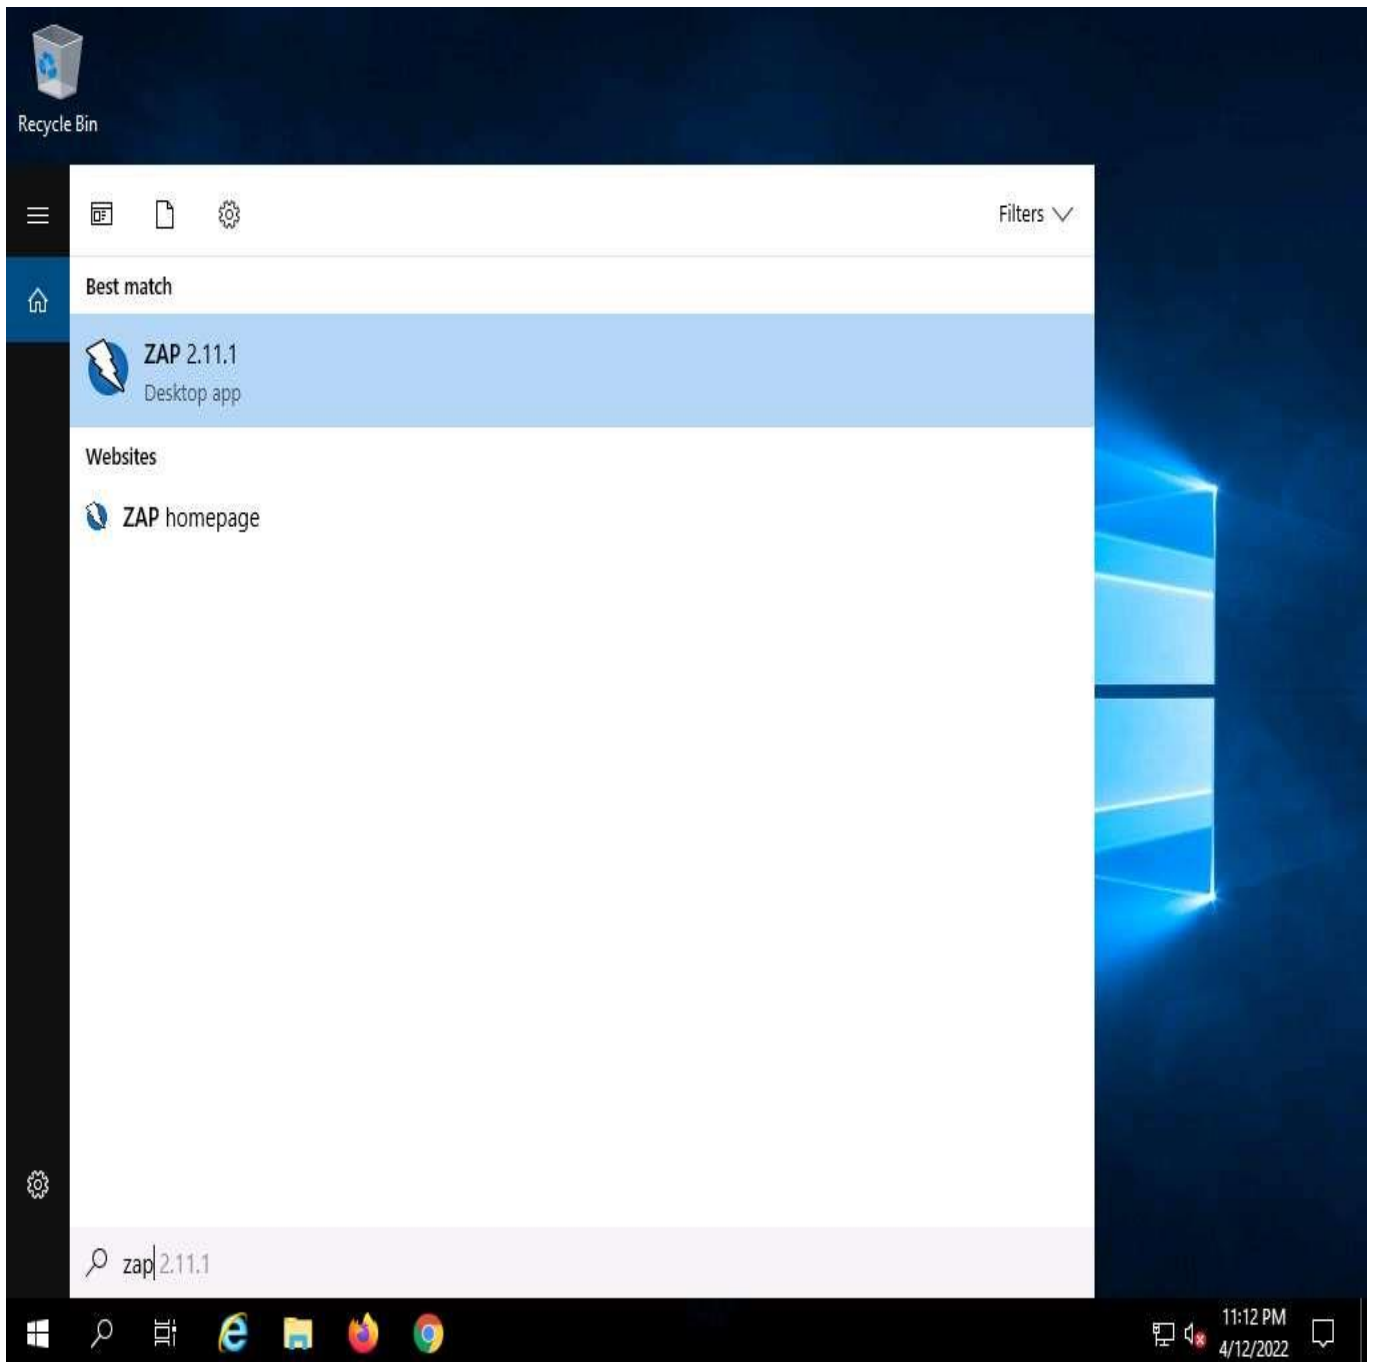 Recycle Bin
Filters
Best match
ZAP 2.11.1
Desktop app
Websites
ZAP homepage
zap 2.11.1
11:12 PM
4/12/2022